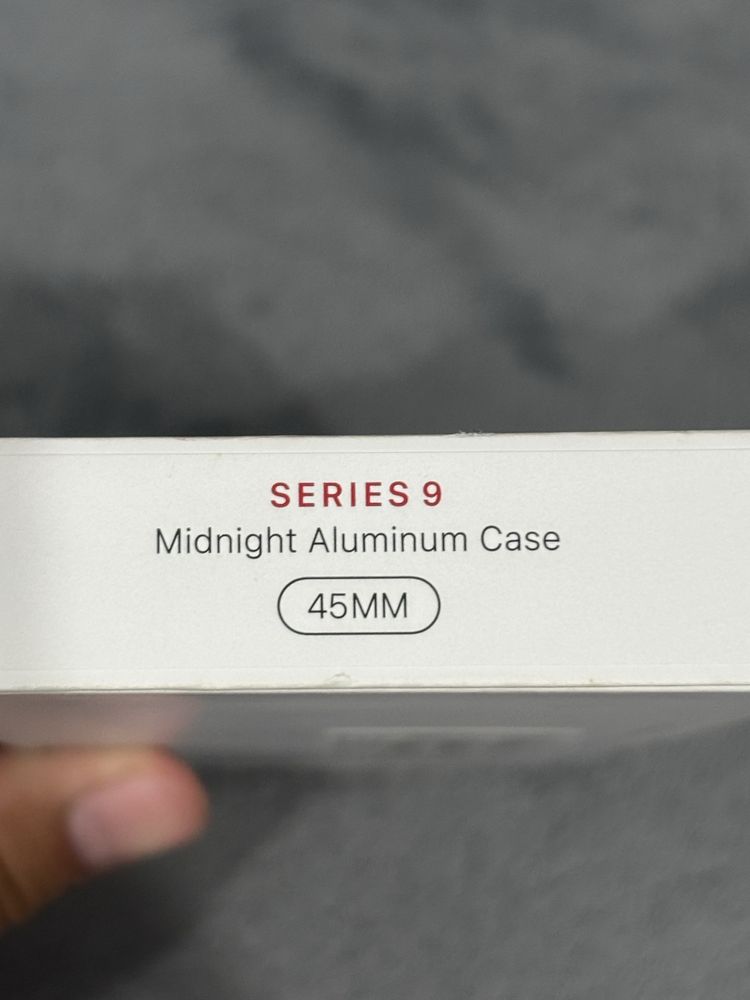 SERIES 9
Midnight Aluminum Case
45MM